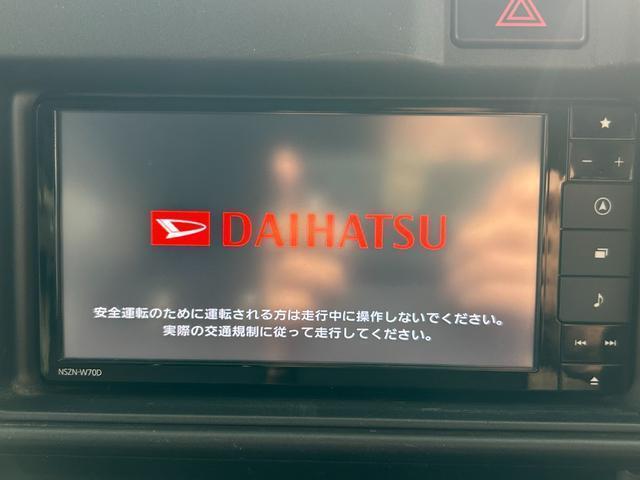 DAIHATSU
安全運転のために運転される方は走行中に操作しないでください。
実際の交通規制に従って走行してください。
NSZN-W70D